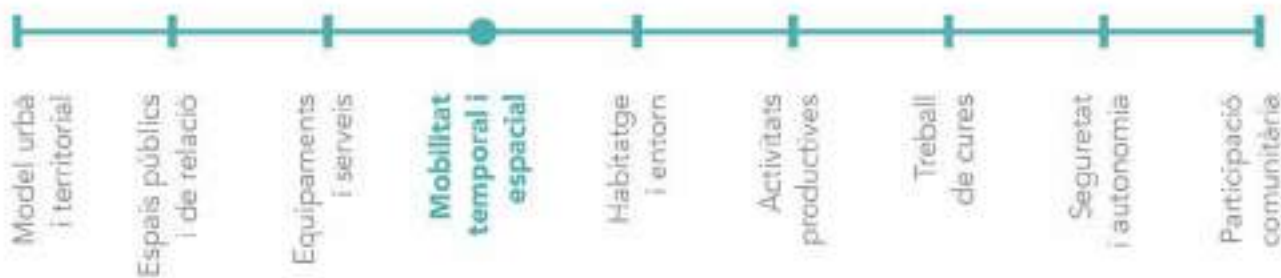 Model urbà
i territorial
Espais públics
i de relació
Equipaments
i serveis
Mobilitat
temporal i
espacial
Habitatge
i entorn
Activitats
productives
Treball
de cures
Seguretat
i autonomia
Participació
comunitària